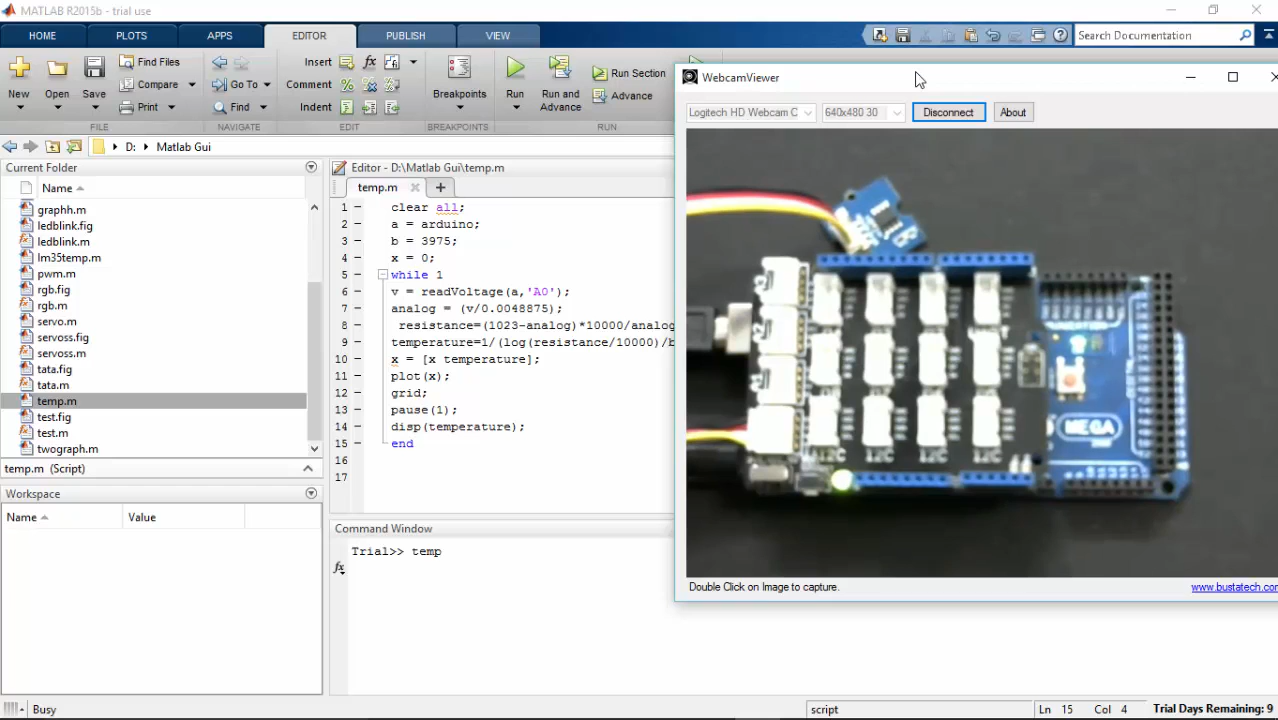 MATLAB R2015b - trial use
HOME PLOTS APPS EDITOR PUBLISH VIEW
Search Documentation
New Open Save
Find Files
Compare
Print
Go To
Find
Insert
Comment
Indent
Breakpoints
Run
Run and Advance
Run Section
Advance
FILE NAVIGATE EDIT BREAKPOINTS RUN
D: Matlab Gui
Current Folder
Name
graphh.m
ledblink.fig
ledblink.m
lm35temp.m
pwm.m
rgb.fig
rgb.m
servo.m
servoss.fig
servoss.m
tata.fig
tata.m
temp.m
test.fig
test.m
twograph.m
temp.m (Script)
Workspace
Name Value
Editor - D:\Matlab Gui\temp.m
temp.m
1 clear all;
2 a = arduino;
3 b = 3975;
4 x = 0;
5 while 1
6 v = readVoltage(a,'A0');
7 analog = (v/0.0048875);
8 resistance=(1023-analog)*10000/analog
9 temperature=1/(log(resistance/10000)/b
10 x = [x temperature];
11 plot(x);
12 grid;
13 pause(1);
14 disp(temperature);
15 end
16
17
Command Window
Trial>> temp
fx
WebcamViewer
Logitech HD Webcam C 640x480 30 Disconnect About
MEGA
I2C I2C I2C I2C
Double Click on Image to capture.
www.bustatech.com
Busy
script
Ln 15 Col 4
Trial Days Remaining: 9